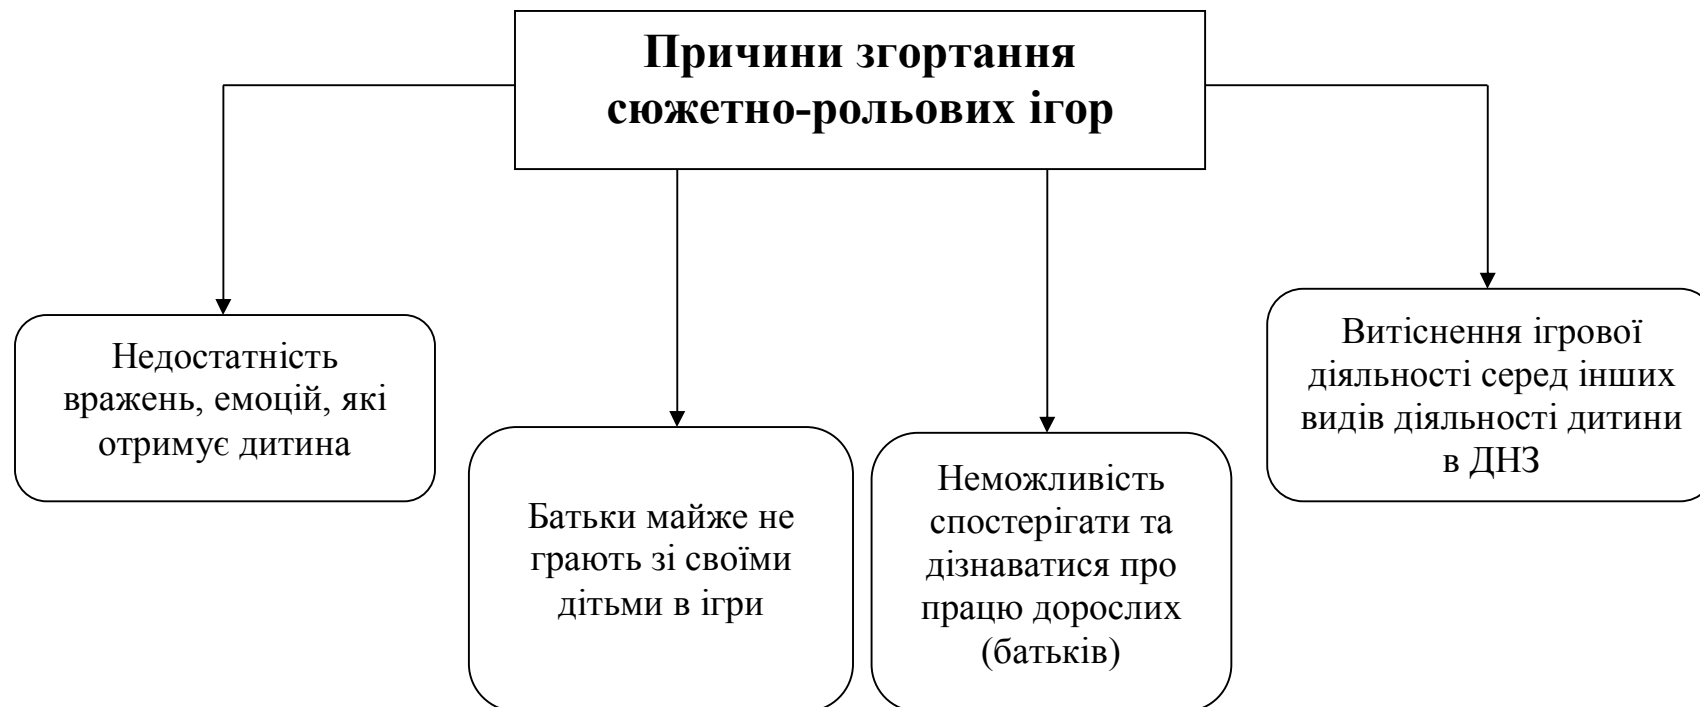 Причини згортання
сюжетно-рольових ігор
Недостатність
вражень, емоцій, які
отримує дитина
Батьки майже не
грають зі своїми
дітьми в ігри
Неможливість
спостерігати та
дізнаватися про
працю дорослих
(батьків)
Витіснення ігрової
діяльності серед інших
видів діяльності дитини
в ДНЗ